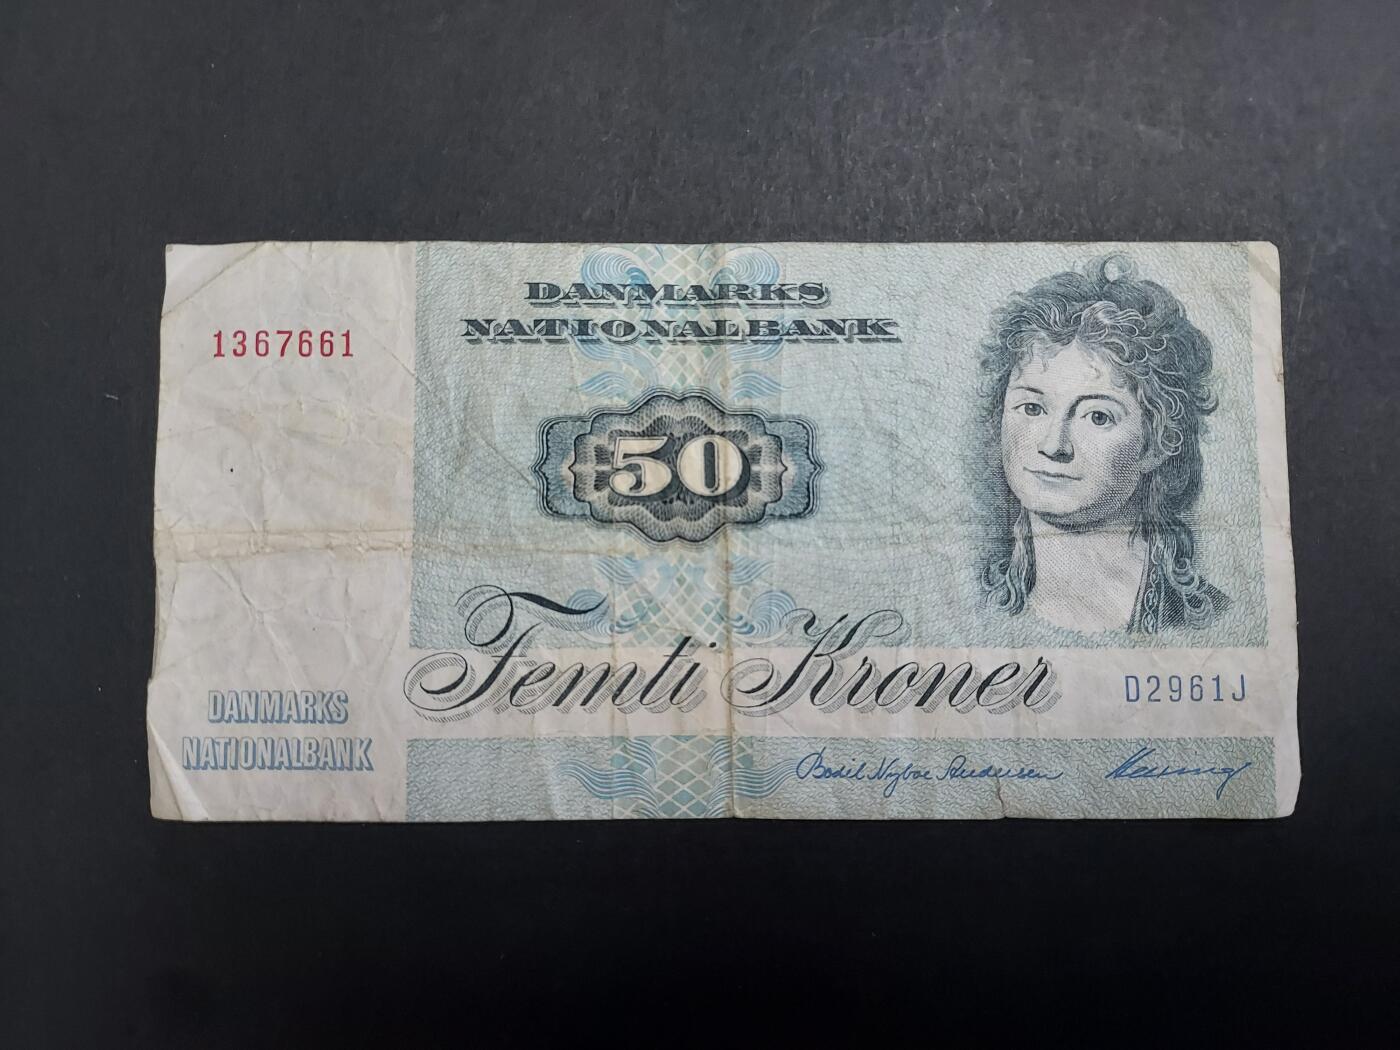 DANMARKS
NATIONALBANK
1367661
50
Femti Kroner
D2961J
DANMARKS
NATIONALBANK
Bodil Nyboe Andersen